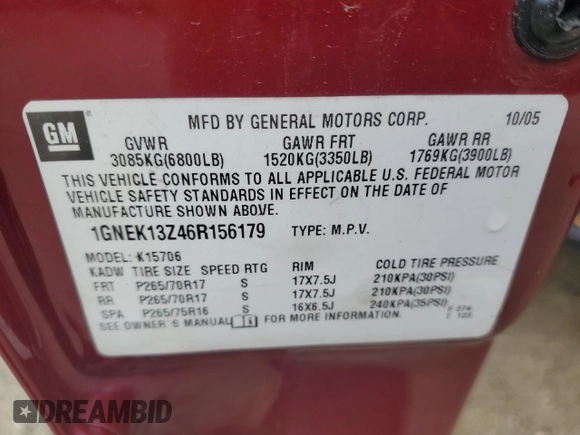 GM
MFD BY GENERAL MOTORS CORP. 10/05
GVWR GAWR FRT GAWR RR
3085KG(6800LB) 1520KG(3350LB) 1769KG(3900LB)
THIS VEHICLE CONFORMS TO ALL APPLICABLE U.S. FEDERAL MOTOR
VEHICLE SAFETY STANDARDS IN EFFECT ON THE DATE OF
MANUFACTURE SHOWN ABOVE.
1GNEK13Z46R156179 TYPE: M.P.V.
MODEL: K15706
KADW TIRE SIZE SPEED RTG RIM COLD TIRE PRESSURE
FRT P265/70R17 S 17X7.5J 210KPA(30PSI)
RR P265/70R17 S 17X7.5J 210KPA(30PSI)
SPA P265/75R16 S 16X6.5J 240KPA(35PSI)
SEE OWNER S MANUAL FOR MORE INFORMATION.
DREAMBID